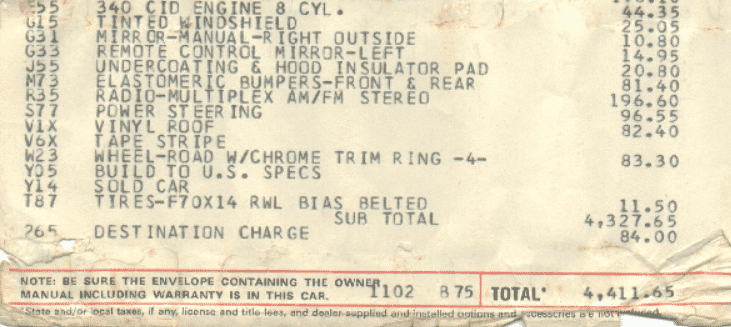 E55 340 CID ENGINE 8 CYL. 44.35
G15 TINTED WINDSHIELD 25.05
G31 MIRROR-MANUAL-RIGHT OUTSIDE 10.80
G33 REMOTE CONTROL MIRROR-LEFT 14.95
J55 UNDERCOATING & HOOD INSULATOR PAD 20.80
M73 ELASTOMERIC BUMPERS-FRONT & REAR 81.40
R35 RADIO-MULTIPLEX AM/FM STEREO 196.60
S77 POWER STEERING 96.55
V1X VINYL ROOF 82.40
V6X TAPE STRIPE
W23 WHEEL-ROAD W/CHROME TRIM RING -4- 83.30
Y05 BUILD TO U.S. SPECS
Y14 SOLD CAR
T87 TIRES-F70X14 RWL BIAS BELTED 11.50
SUB TOTAL 4,327.65
265 DESTINATION CHARGE 84.00
NOTE: BE SURE THE ENVELOPE CONTAINING THE OWNER
MANUAL INCLUDING WARRANTY IS IN THIS CAR. 1102 875 TOTAL* 4,411.65
*State and/or local taxes, if any, license and title fees, and dealer supplied and installed options and accessories are not included.